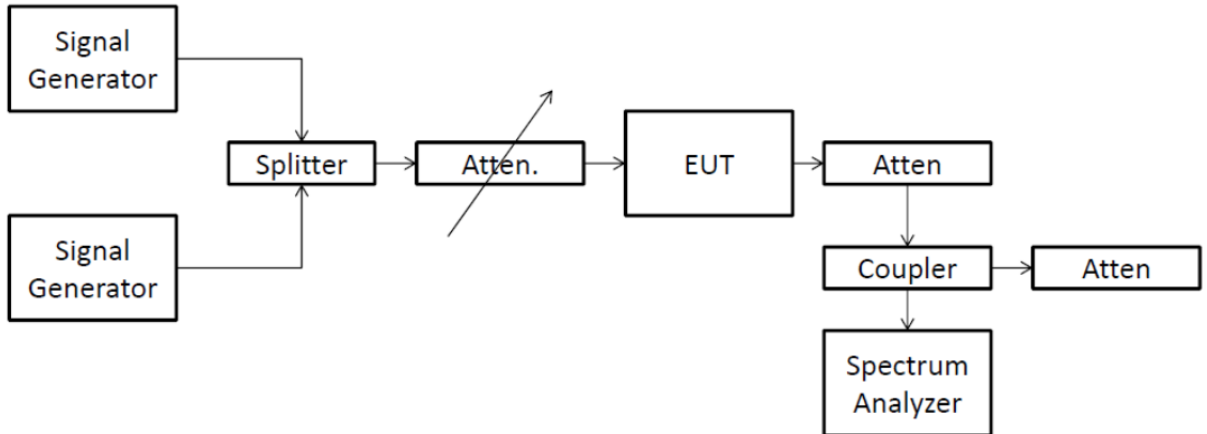 Signal
Generator
Splitter
Atten.
EUT
Atten
Signal
Generator
Coupler
Atten
Spectrum
Analyzer